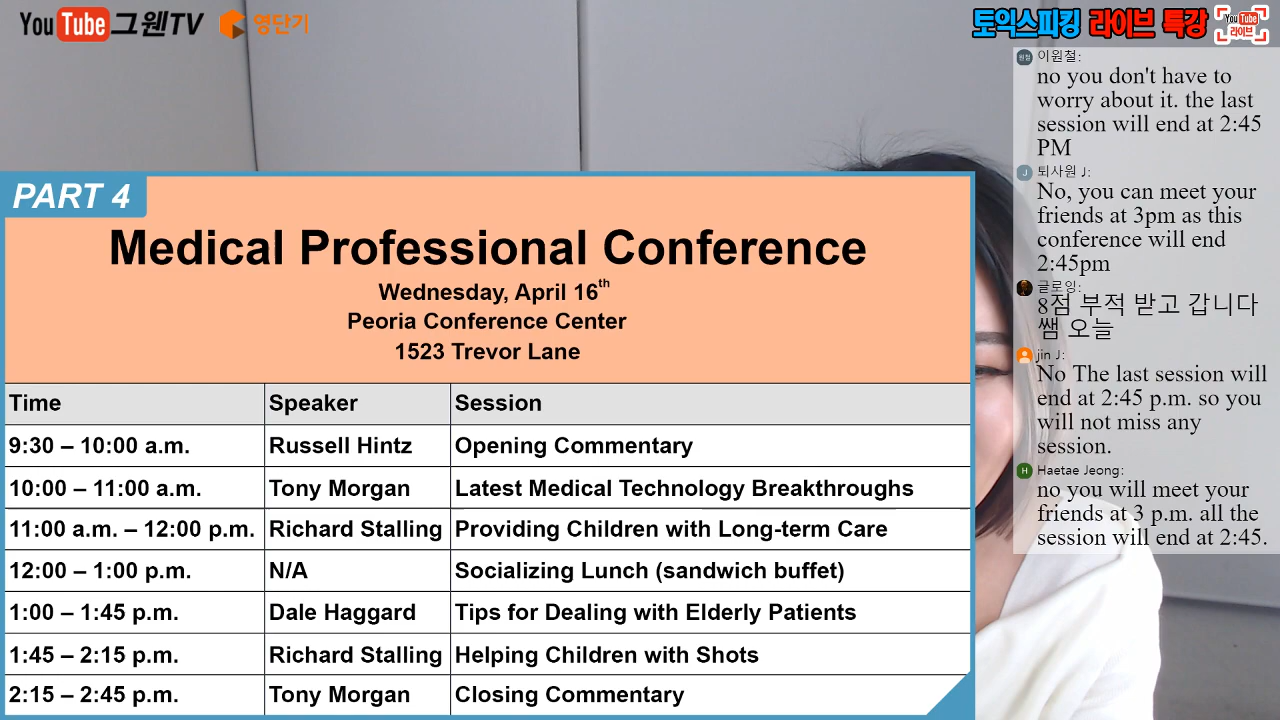 YouTube 그웬TV 영단기
토익스피킹 라이브 특강
YouTube
라이브
PART 4
Medical Professional Conference
Wednesday, April 16th
Peoria Conference Center
1523 Trevor Lane
Time Speaker Session
9:30 – 10:00 a.m. Russell Hintz Opening Commentary
10:00 – 11:00 a.m. Tony Morgan Latest Medical Technology Breakthroughs
11:00 a.m. – 12:00 p.m. Richard Stalling Providing Children with Long-term Care
12:00 – 1:00 p.m. N/A Socializing Lunch (sandwich buffet)
1:00 – 1:45 p.m. Dale Haggard Tips for Dealing with Elderly Patients
1:45 – 2:15 p.m. Richard Stalling Helping Children with Shots
2:15 – 2:45 p.m. Tony Morgan Closing Commentary
원철 이원철:
no you don't have to
worry about it. the last
session will end at 2:45
PM
J 퇴사원 J:
No, you can meet your
friends at 3pm as this
conference will end
2:45pm
글로잉:
8점 부적 받고 갑니다
쌤 오늘
jin J:
No The last session will
end at 2:45 p.m. so you
will not miss any
session.
H Haetae Jeong:
no you will meet your
friends at 3 p.m. all the
session will end at 2:45.